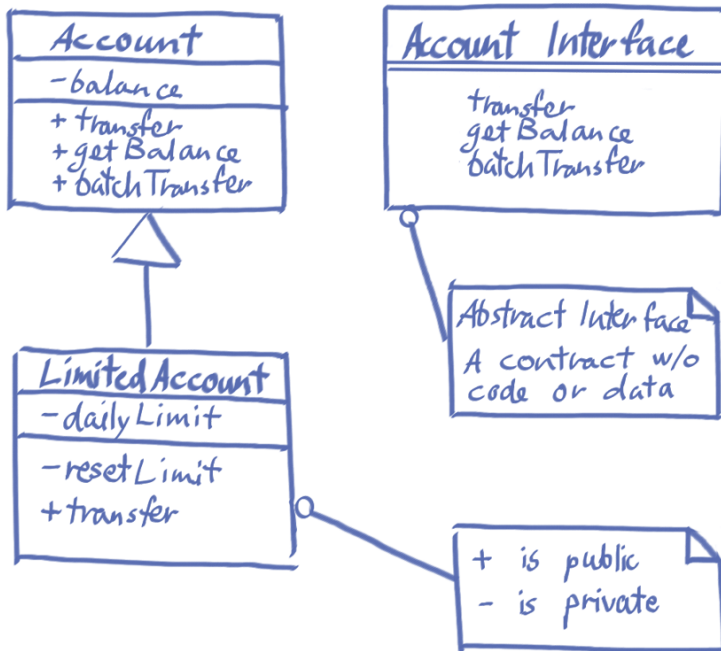 Account
-balance
+ transfer
+getBalance
+batchTransfer
Account Interface
transfer
getBalance
batchTransfer
Abstract Interface
A contract w/o
code or data
LimitedAccount
-dailyLimit
-resetLimit
+transfer
+ is public
- is private